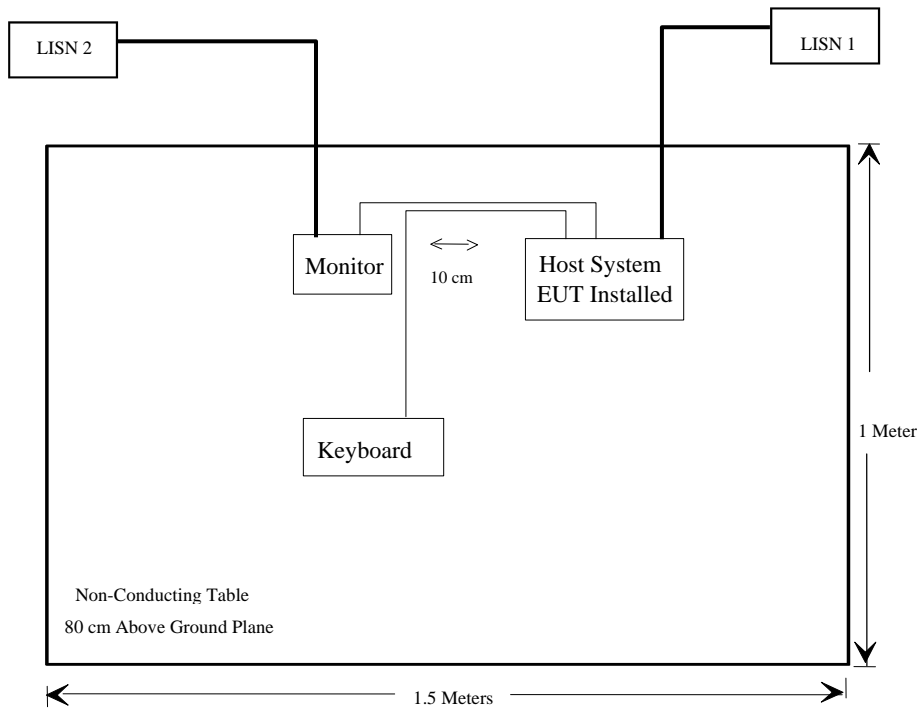 LISN 2
LISN 1
Monitor
10 cm
Host System
EUT Installed
Keyboard
1 Meter
Non-Conducting Table
80 cm Above Ground Plane
1.5 Meters